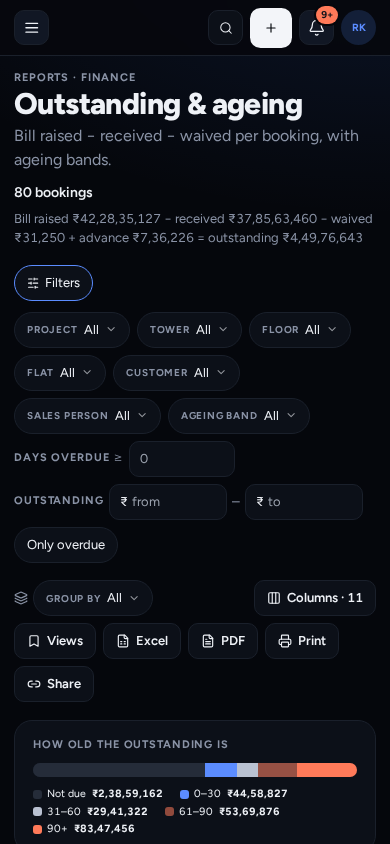 9+
RK
REPORTS · FINANCE
Outstanding & ageing
Bill raised − received − waived per booking, with
ageing bands.
80 bookings
Bill raised ₹42,28,35,127 − received ₹37,85,63,460 − waived
₹31,250 + advance ₹7,36,226 = outstanding ₹4,49,76,643
Filters
PROJECT All TOWER All FLOOR All
FLAT All CUSTOMER All
SALES PERSON All AGEING BAND All
DAYS OVERDUE ≥ 0
OUTSTANDING ₹ from – ₹ to
Only overdue
GROUP BY All Columns · 11
Views Excel PDF Print
Share
HOW OLD THE OUTSTANDING IS
Not due ₹2,38,59,162 0–30 ₹44,58,827
31–60 ₹29,41,322 61–90 ₹53,69,876
90+ ₹83,47,456